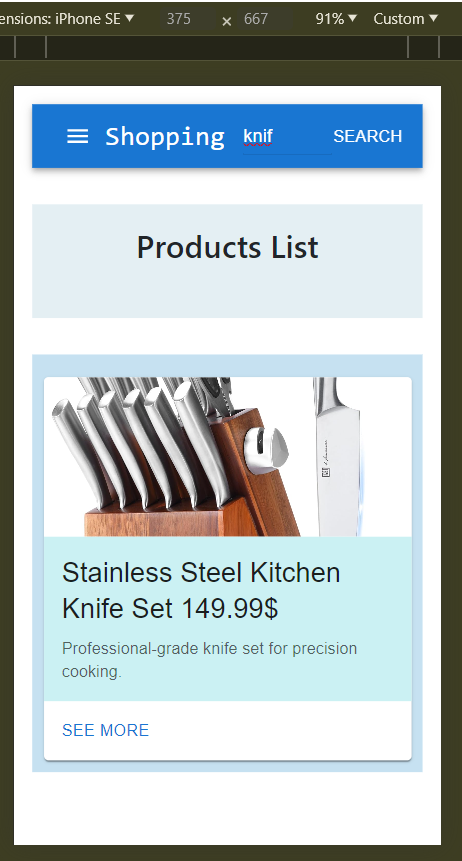 ensions: iPhone SE ▼ 375 × 667 91% ▼ Custom ▼
Shopping knif SEARCH
Products List
Stainless Steel Kitchen
Knife Set 149.99$
Professional-grade knife set for precision
cooking.
SEE MORE